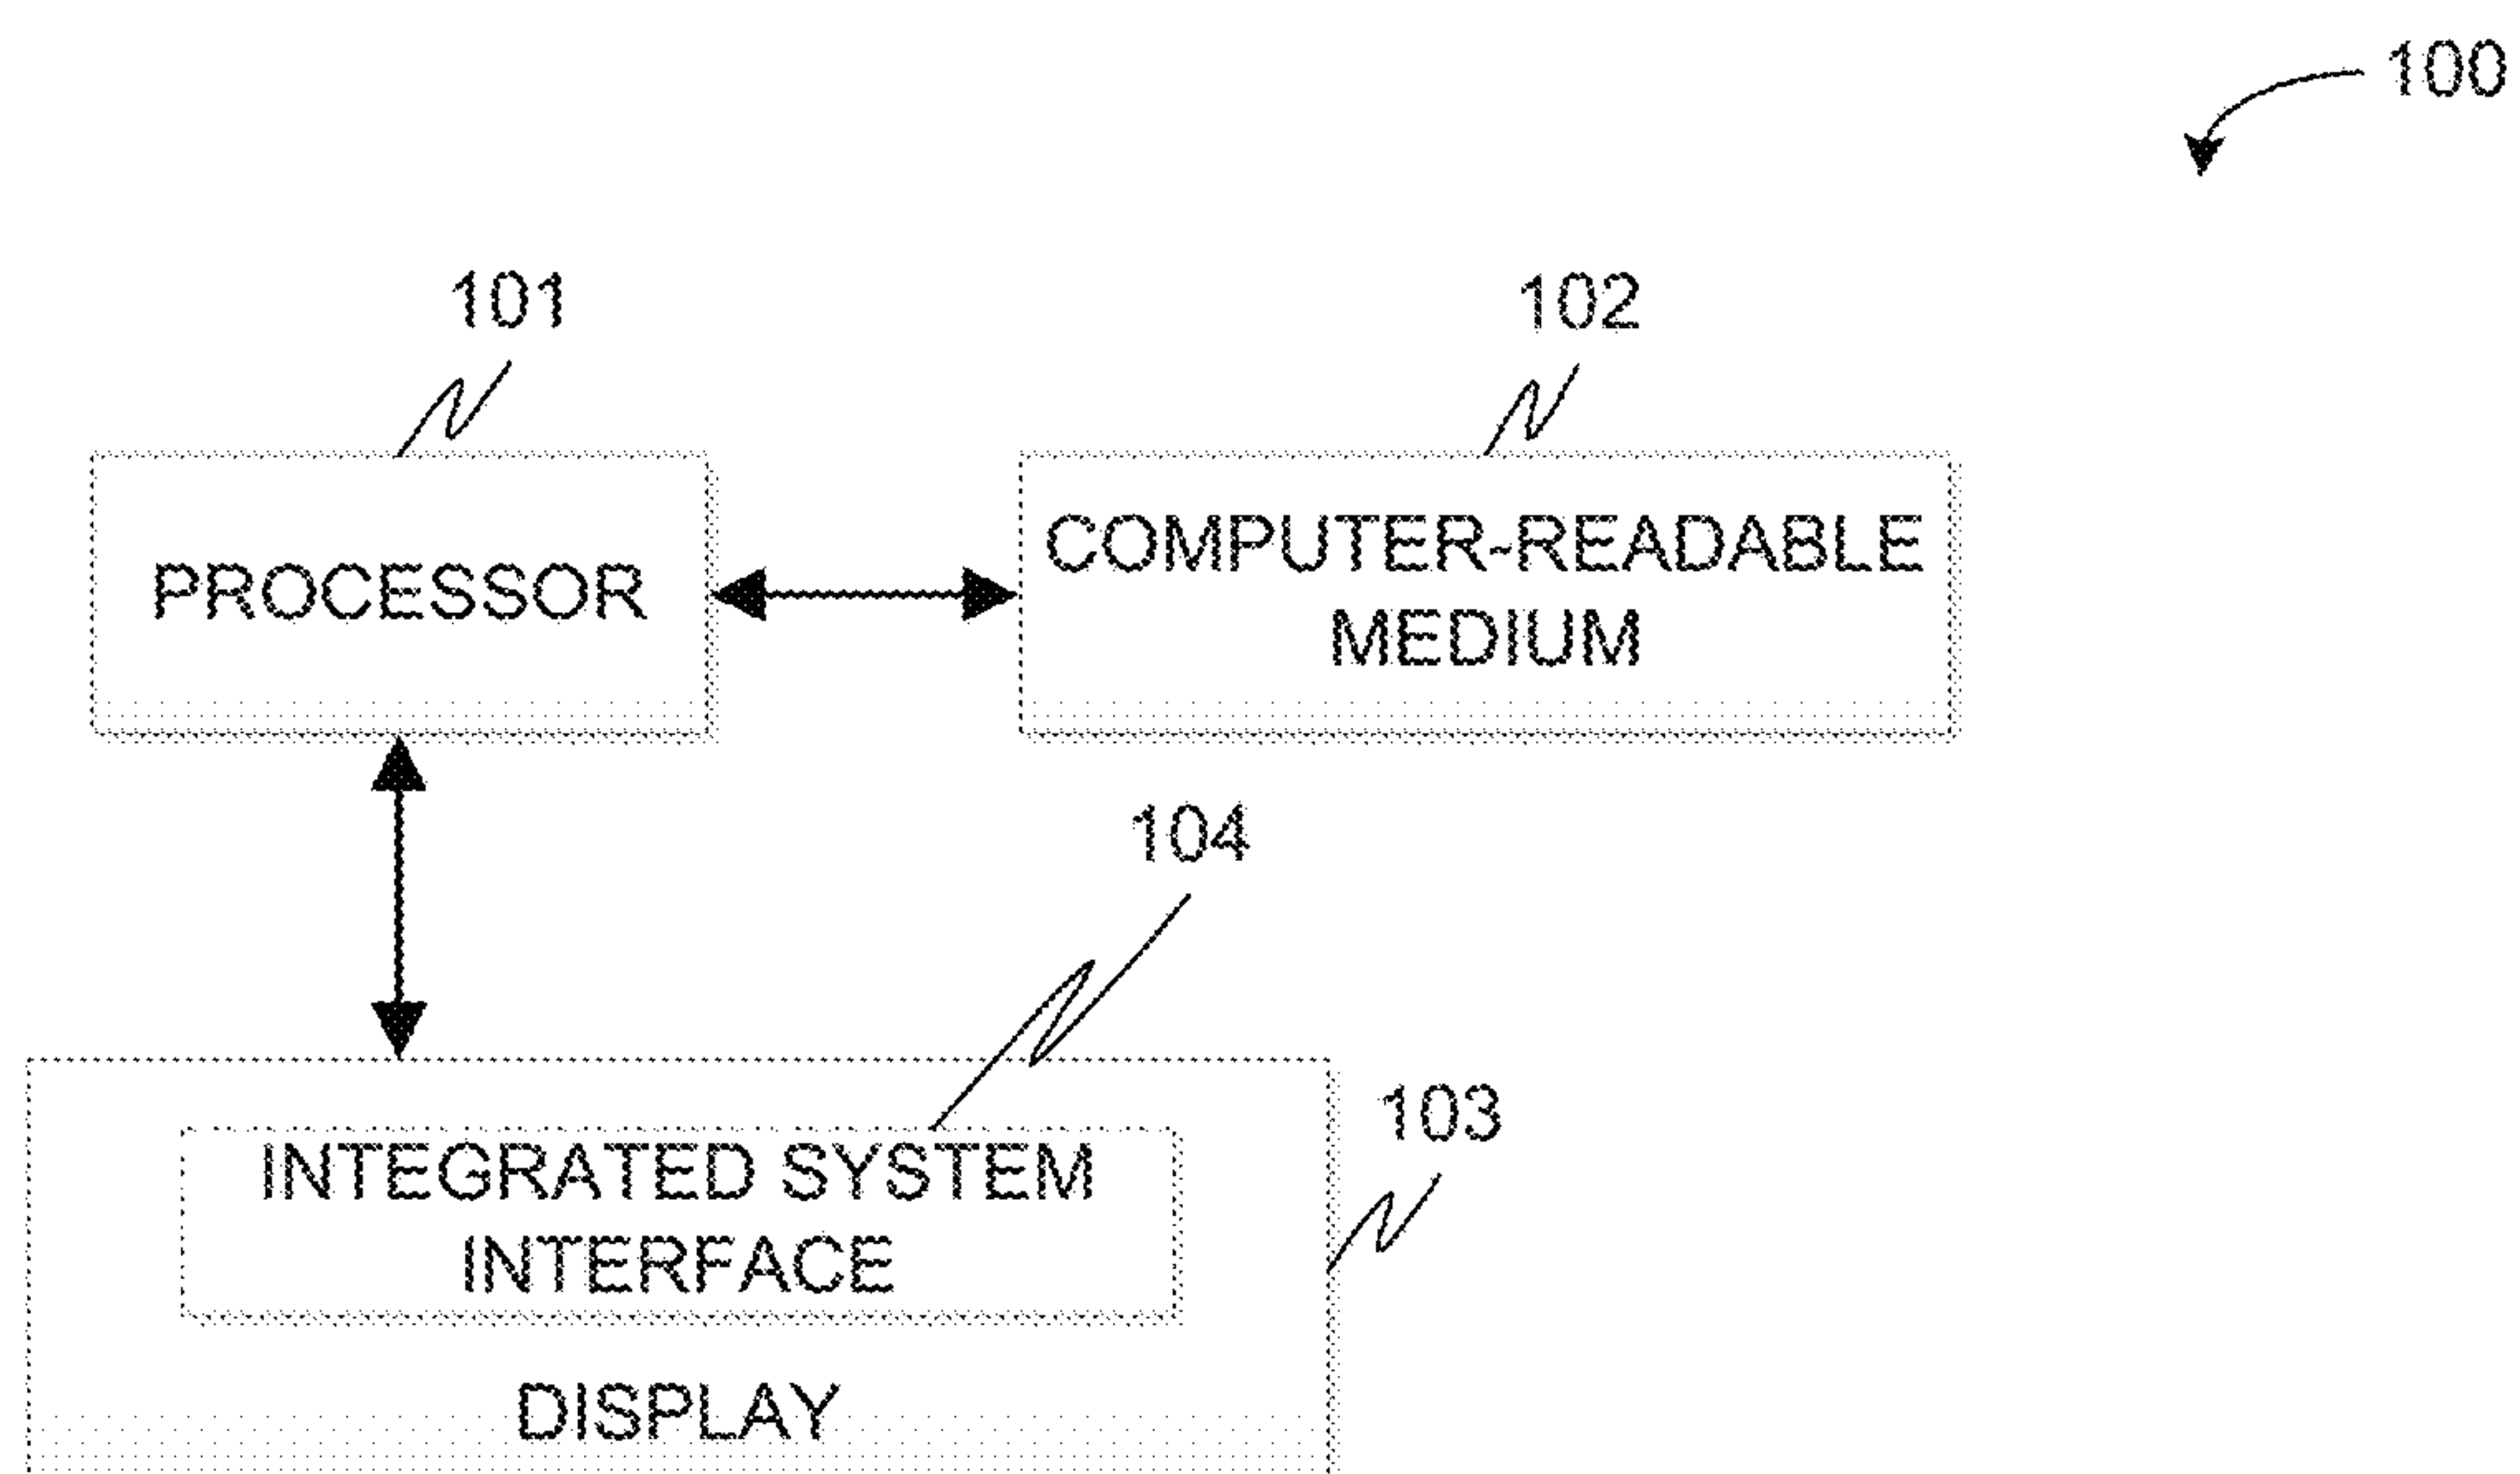 100
101
102
PROCESSOR
COMPUTER-READABLE
MEDIUM
104
103
INTEGRATED SYSTEM
INTERFACE
DISPLAY